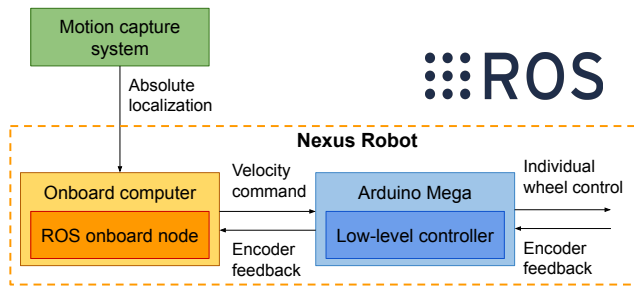 Motion capture
system
ROS
Absolute
localization
Nexus Robot
Onboard computer
ROS onboard node
Velocity
command
Encoder
feedback
Arduino Mega
Low-level controller
Individual
wheel control
Encoder
feedback